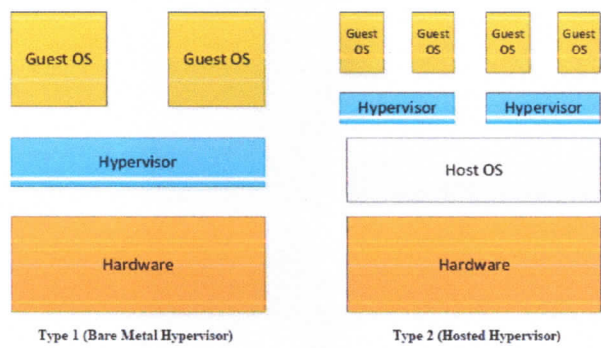 Guest OS
Guest OS
Hypervisor
Hardware
Type 1 (Bare Metal Hypervisor)
Guest
OS
Guest
OS
Guest
OS
Guest
OS
Hypervisor
Hypervisor
Host OS
Hardware
Type 2 (Hosted Hypervisor)